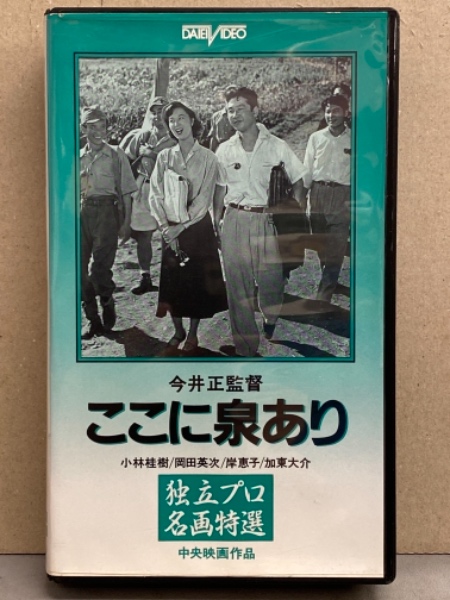 DAIEI VIDEO
今井正監督
ここに泉あり
小林桂樹/岡田英次/岸恵子/加東大介
独立プロ
名画特選
中央映画作品